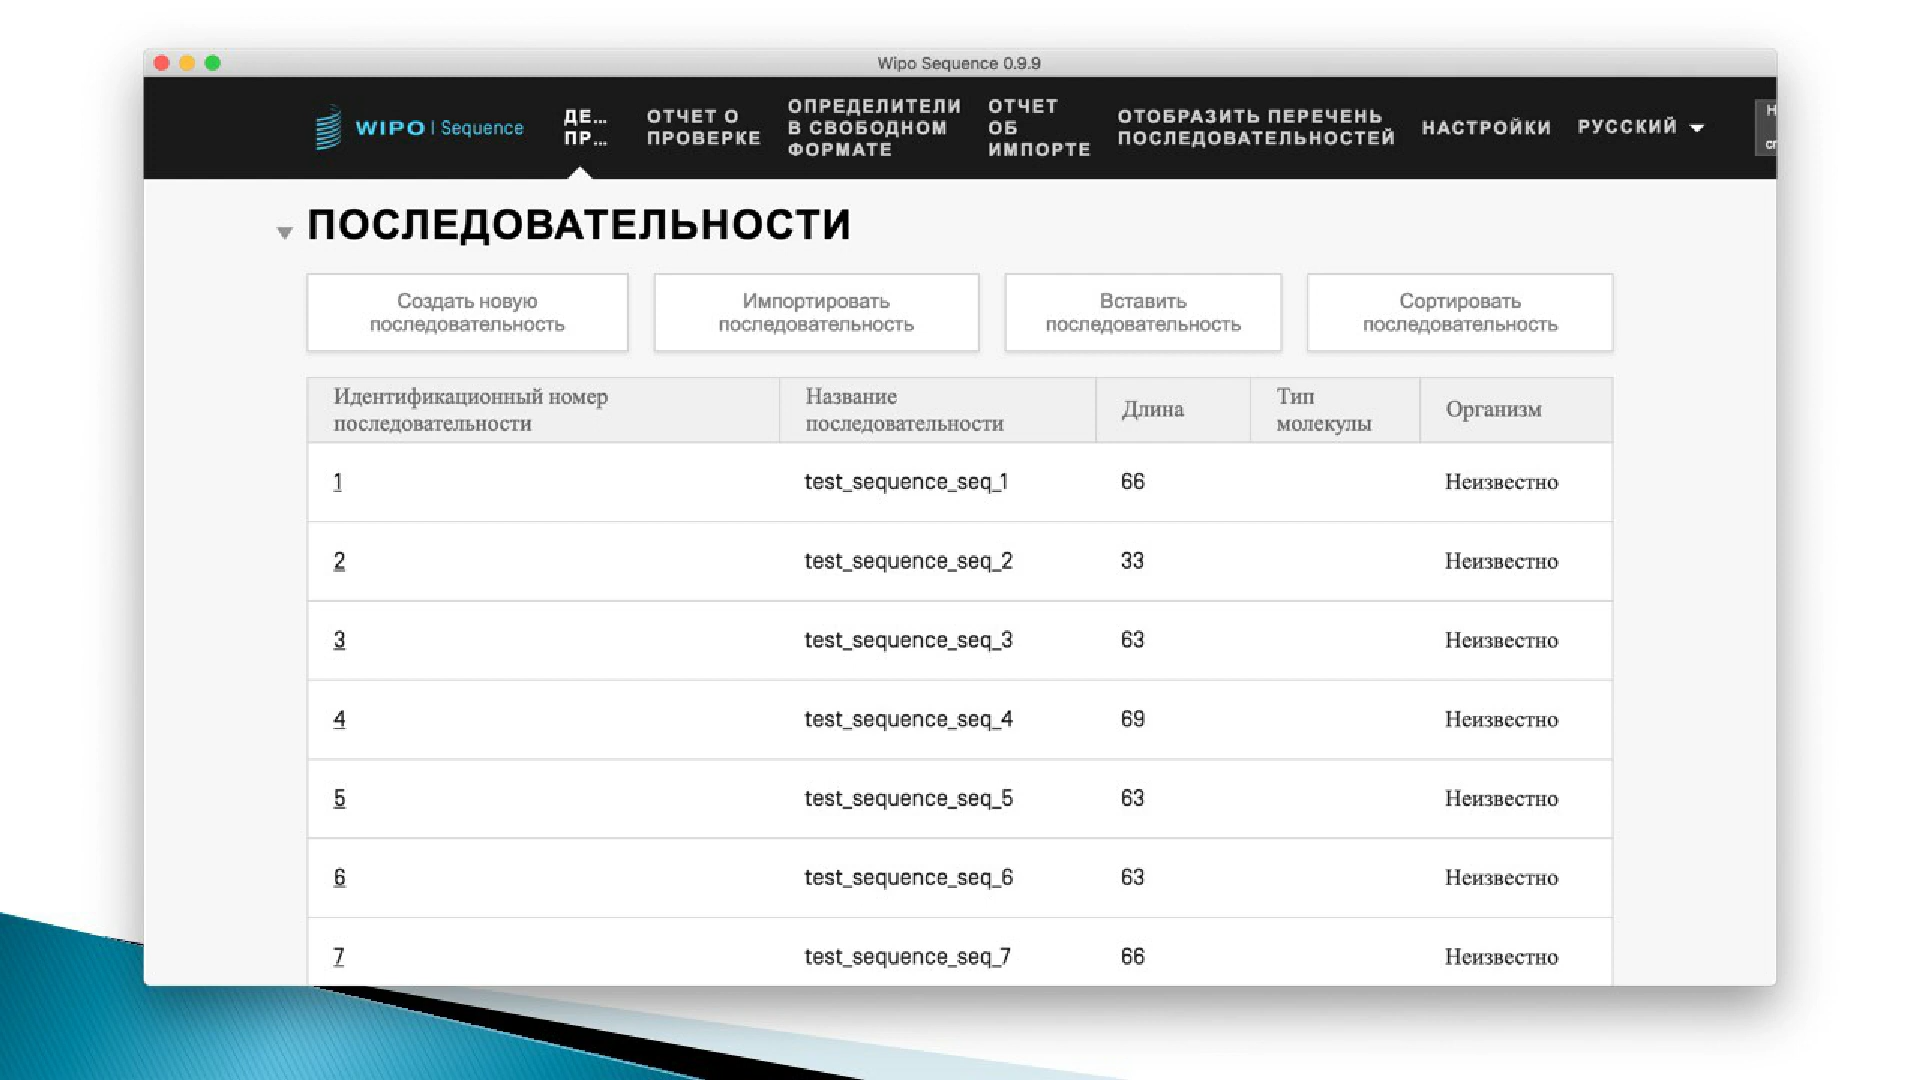 Wipo Sequence 0.9.9
WIPO | Sequence
ДЕ...
ПР...
ОТЧЕТ О
ПРОВЕРКЕ
ОПРЕДЕЛИТЕЛИ
В СВОБОДНОМ
ФОРМАТЕ
ОТЧЕТ
ОБ
ИМПОРТЕ
ОТОБРАЗИТЬ ПЕРЕЧЕНЬ
ПОСЛЕДОВАТЕЛЬНОСТЕЙ
НАСТРОЙКИ
РУССКИЙ
ПОСЛЕДОВАТЕЛЬНОСТИ
Создать новую
последовательность
Импортировать
последовательность
Вставить
последовательность
Сортировать
последовательность
Идентификационный номер
последовательности
Название
последовательности
Длина
Тип
молекулы
Организм
1 test_sequence_seq_1 66 Неизвестно
2 test_sequence_seq_2 33 Неизвестно
3 test_sequence_seq_3 63 Неизвестно
4 test_sequence_seq_4 69 Неизвестно
5 test_sequence_seq_5 63 Неизвестно
6 test_sequence_seq_6 63 Неизвестно
7 test_sequence_seq_7 66 Неизвестно